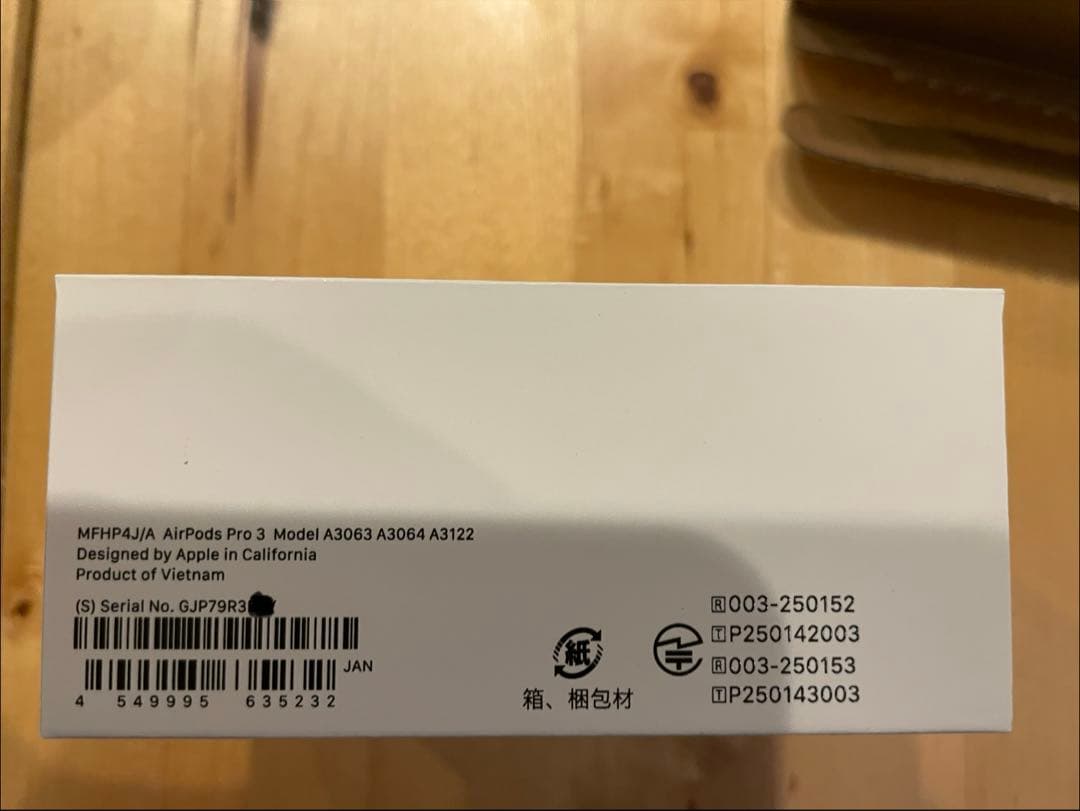 MFHP4J/A AirPods Pro 3 Model A3063 A3064 A3122
Designed by Apple in California
Product of Vietnam
(S) Serial No. GJP79R3
JAN
4 549995 635232
紙
箱、梱包材
🅁003-250152
🅃P250142003
🅁003-250153
🅃P250143003